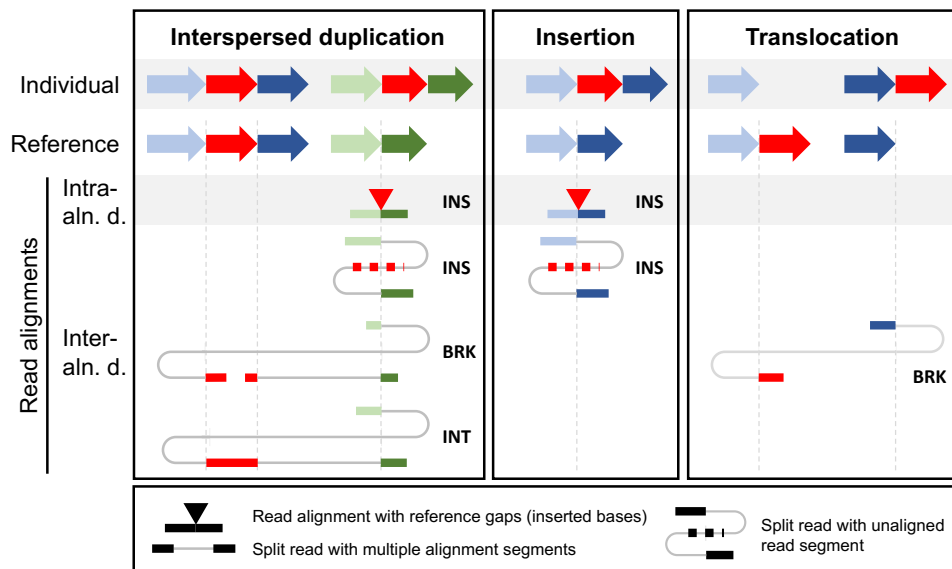 Interspersed duplication
Insertion
Translocation
Individual
Reference
Read alignments
Intra-
aln. d.
INS
INS
INS
INS
Inter-
aln. d.
BRK
BRK
INT
Read alignment with reference gaps (inserted bases)
Split read with multiple alignment segments
Split read with unaligned
read segment